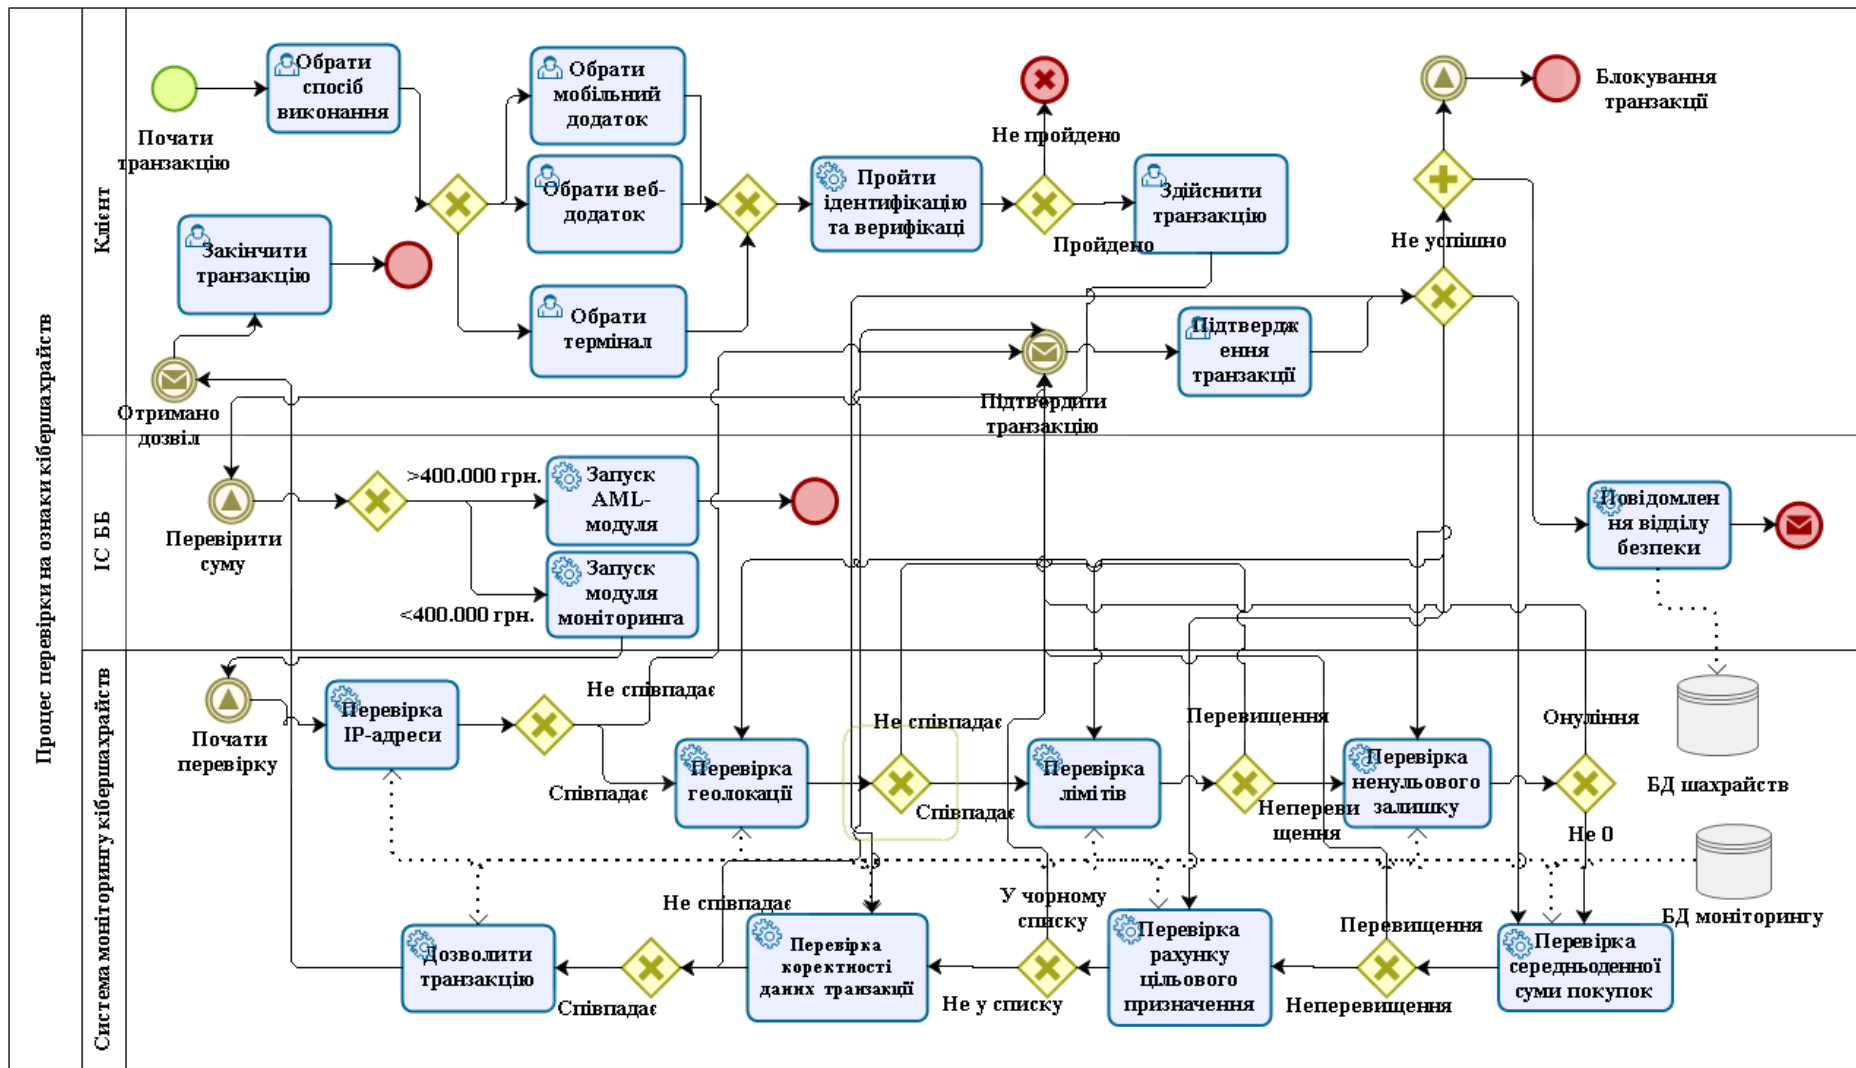 Процес перевірки на ознаки кібершахрайств
Клієнт
Почати
транзакцію
Обрати
спосіб
виконання
Обрати
мобільний
додаток
Обрати веб-
додаток
Обрати
термінал
Пройти
ідентифікацію
та верифікаці
Не пройдено
Пройдено
Здійснити
транзакцію
Блокування
транзакції
Не успішно
Закінчити
транзакцію
Отримано
дозвіл
Підтвердити
транзакцію
Підтвердж
ення
транзакції
ІС ББ
Перевірити
суму
>400.000 грн.
<400.000 грн.
Запуск
AML-
модуля
Запуск
модуля
моніторинга
Повідомлен
ня відділу
безпеки
Система моніторингу кібершахрайств
Почати
перевірку
Перевірка
IP-адреси
Не співпадає
Співпадає
Перевірка
геолокації
Не співпадає
Співпадає
Перевірка
лімітів
Перевищення
Непереви
щення
Перевірка
ненульового
залишку
Онуління
Не 0
БД шахрайств
БД моніторингу
Дозволити
транзакцію
Співпадає
Не співпадає
Перевірка
коректності
даних транзакції
У чорному
списку
Не у списку
Перевірка
рахунку
цільового
призначення
Перевищення
Неперевищення
Перевірка
середньоденної
суми покупок